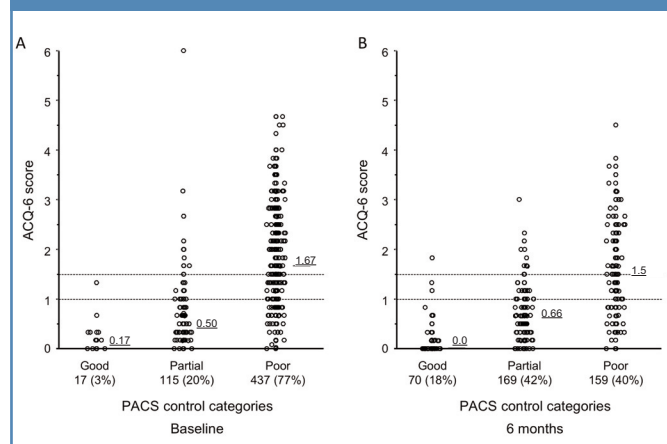 A
6
5
4
3
2
1
0
ACQ-6 score
1.67
0.50
0.17
Good Partial Poor
17 (3%) 115 (20%) 437 (77%)
PACS control categories
Baseline
B
6
5
4
3
2
1
0
ACQ-6 score
1.5
0.66
0.0
Good Partial Poor
70 (18%) 169 (42%) 159 (40%)
PACS control categories
6 months